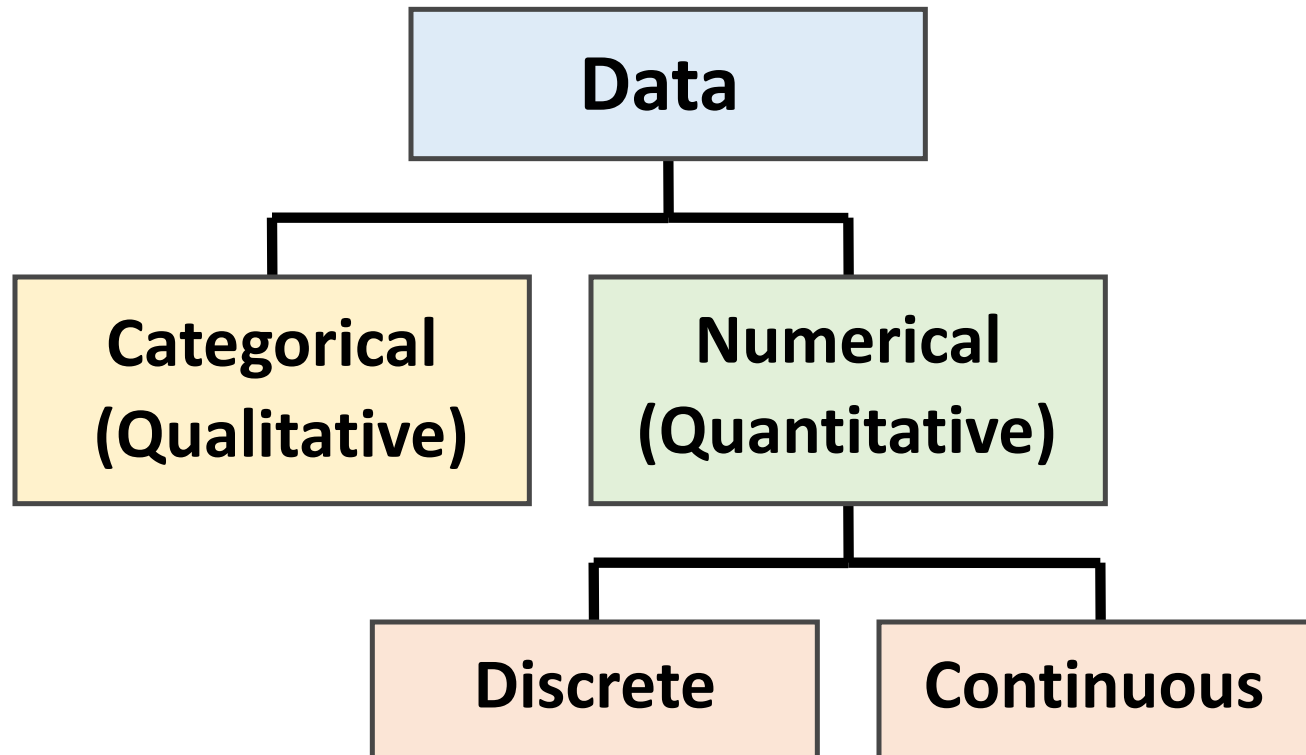 Data
Categorical
(Qualitative)
Numerical
(Quantitative)
Discrete
Continuous